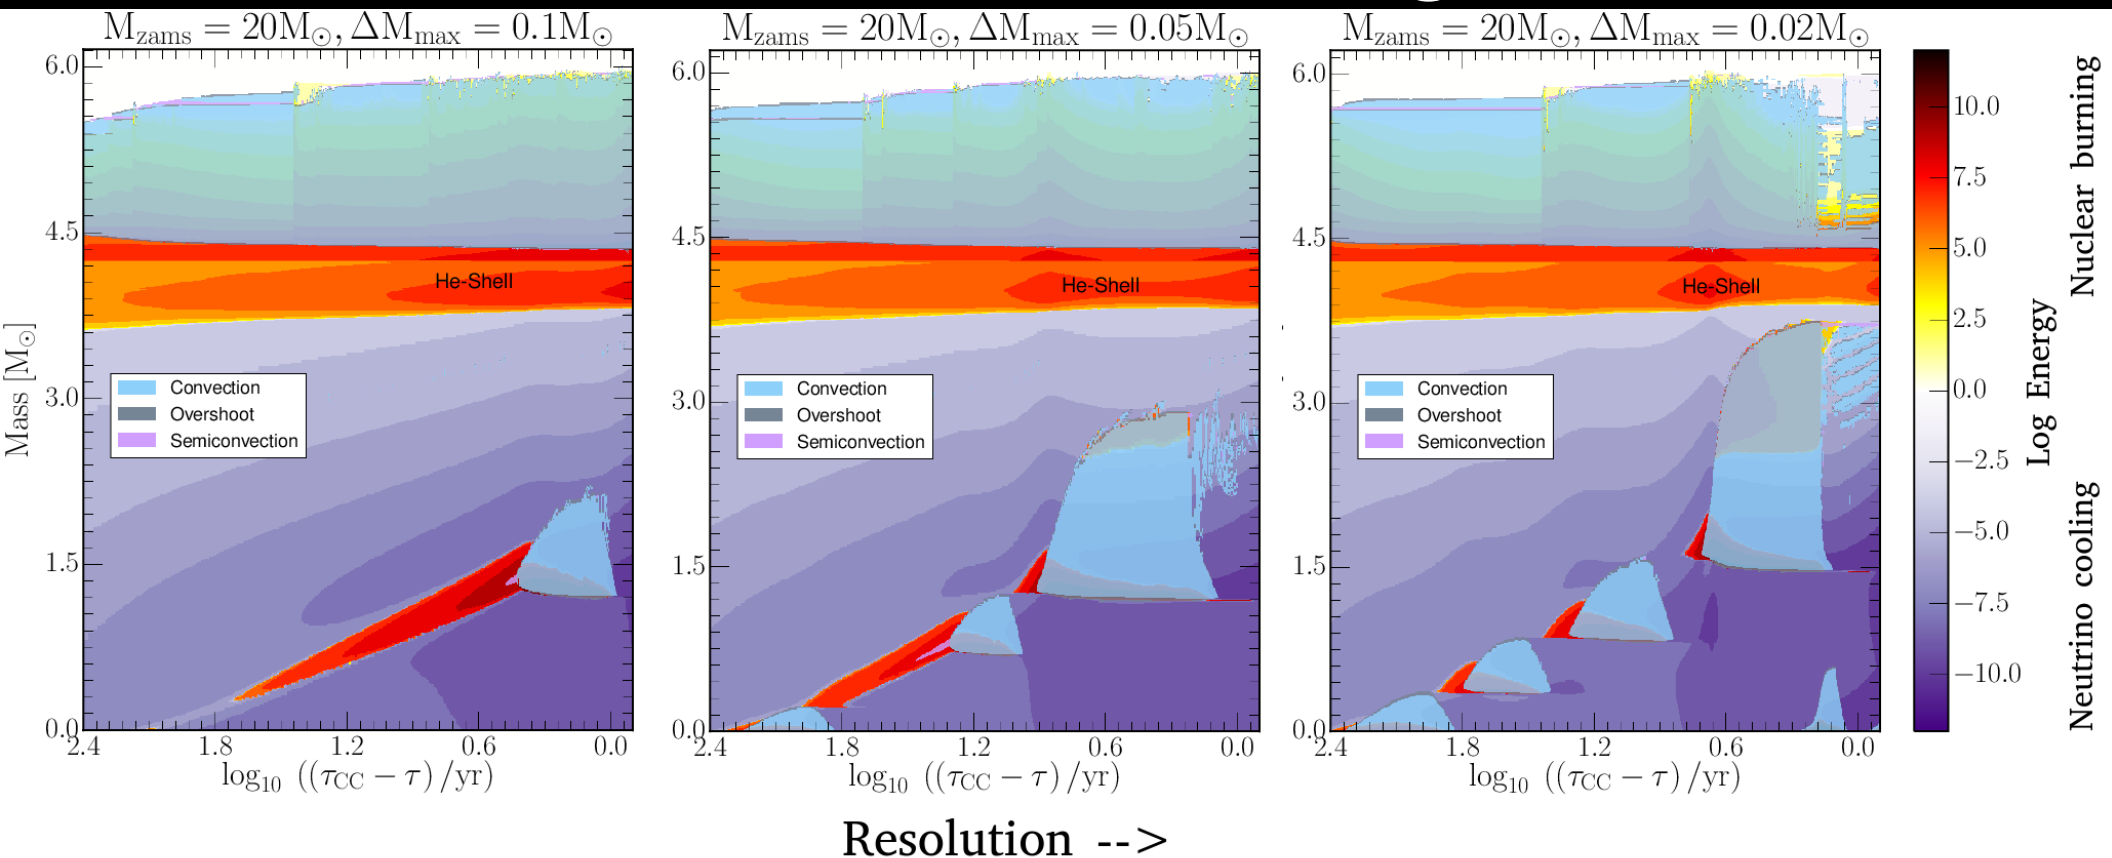 M_zams = 20M_⊙, ΔM_max = 0.1M_⊙
M_zams = 20M_⊙, ΔM_max = 0.05M_⊙
M_zams = 20M_⊙, ΔM_max = 0.02M_⊙
Mass [M_⊙]
6.0
4.5
3.0
1.5
0.0
He-Shell
Convection
Overshoot
Semiconvection
2.4 1.8 1.2 0.6 0.0
log₁₀ ((τ_CC − τ) /yr)
6.0
4.5
3.0
1.5
0.0
He-Shell
Convection
Overshoot
Semiconvection
2.4 1.8 1.2 0.6 0.0
log₁₀ ((τ_CC − τ) /yr)
6.0
4.5
3.0
1.5
0.0
He-Shell
Convection
Overshoot
Semiconvection
2.4 1.8 1.2 0.6 0.0
log₁₀ ((τ_CC − τ) /yr)
10.0
7.5
5.0
2.5
0.0
−2.5
−5.0
−7.5
−10.0
Log Energy
Nuclear burning
Neutrino cooling
Resolution -->